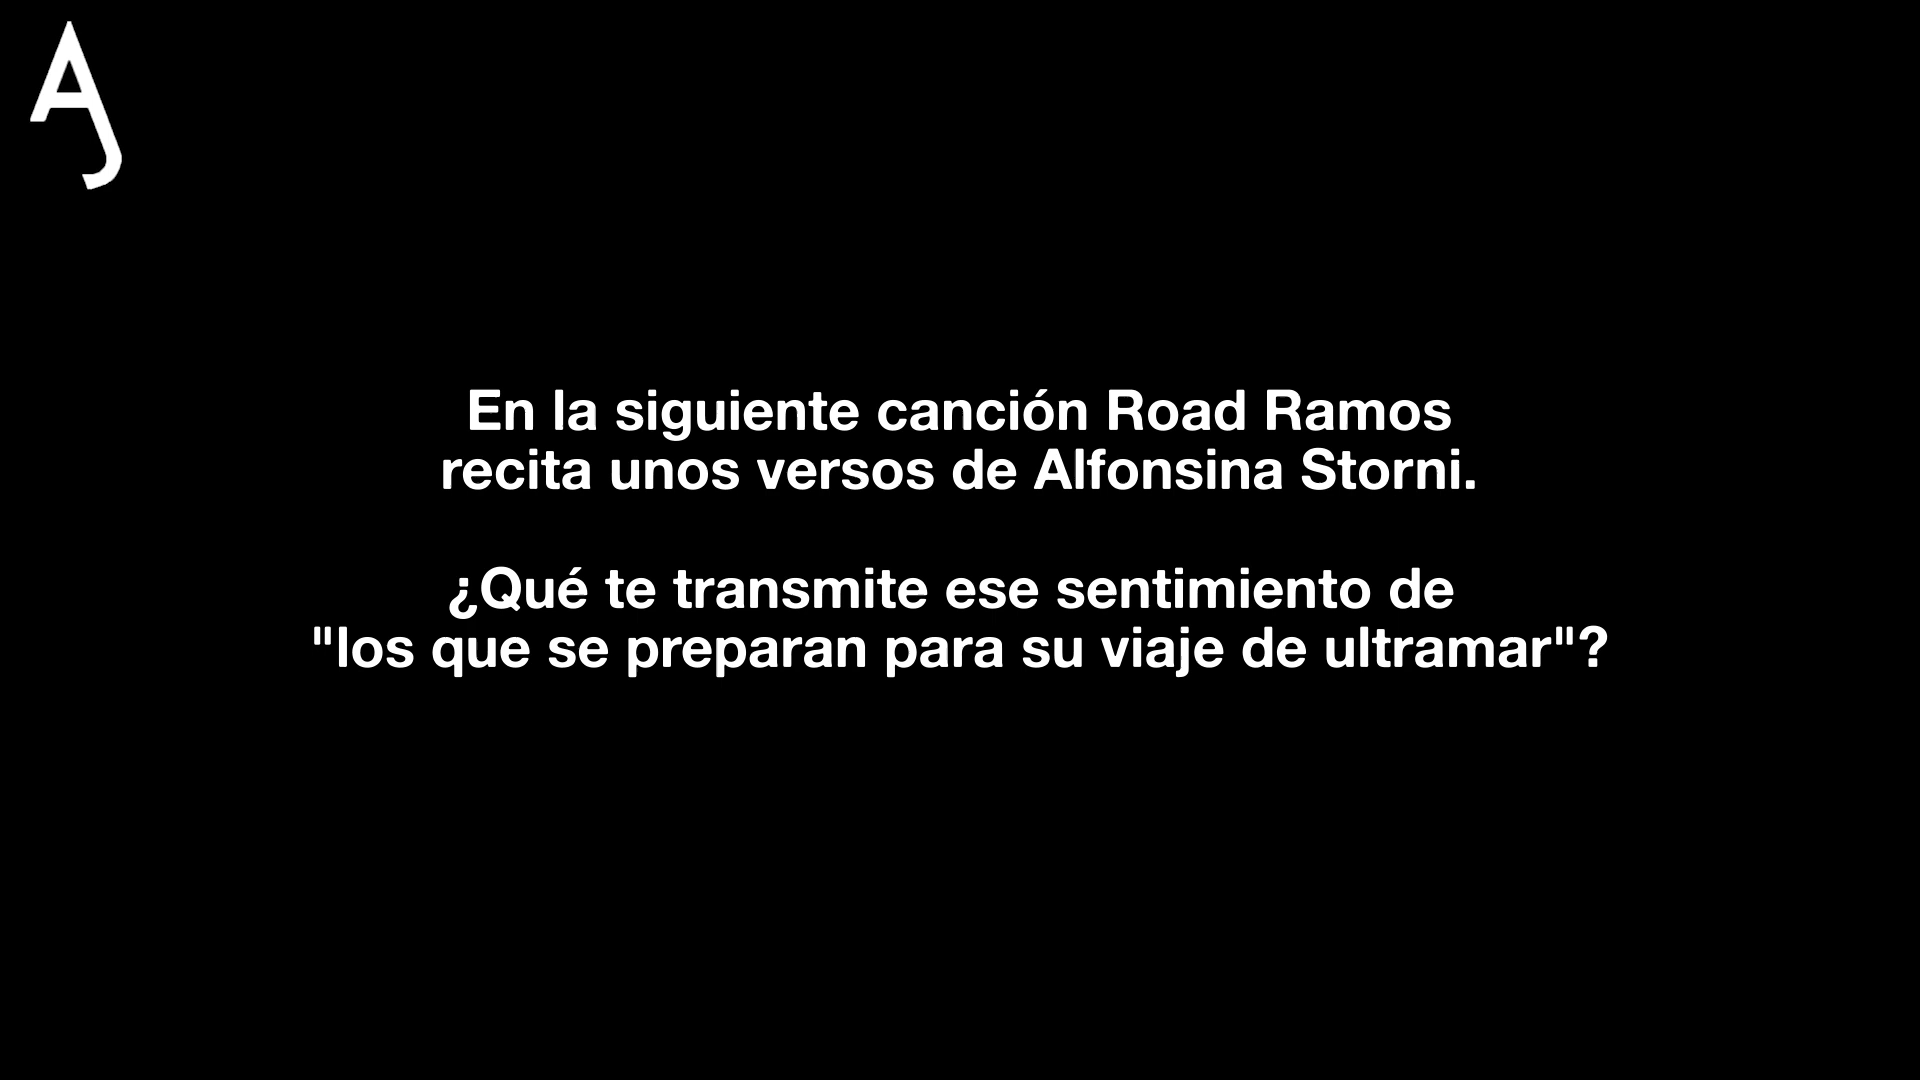 AJ
En la siguiente canción Road Ramos
recita unos versos de Alfonsina Storni.
¿Qué te transmite ese sentimiento de
"los que se preparan para su viaje de ultramar"?